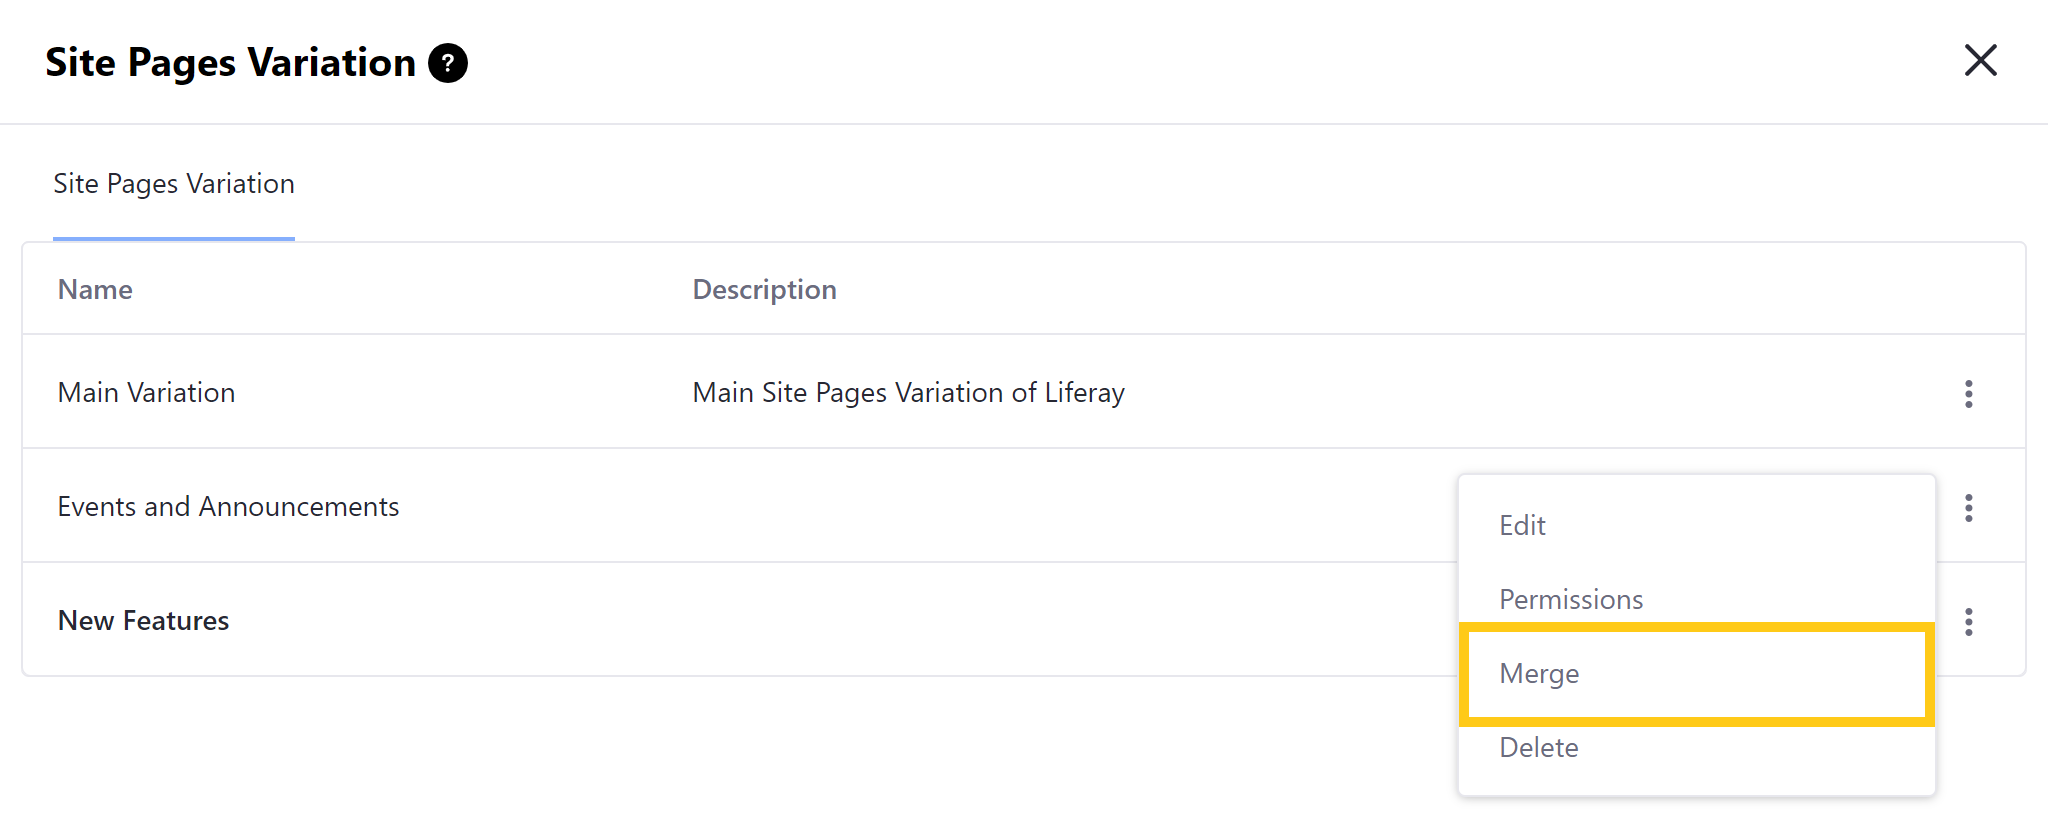 Site Pages Variation ?
Site Pages Variation
Name Description
Main Variation Main Site Pages Variation of Liferay
Events and Announcements
Edit
Permissions
New Features
Merge
Delete